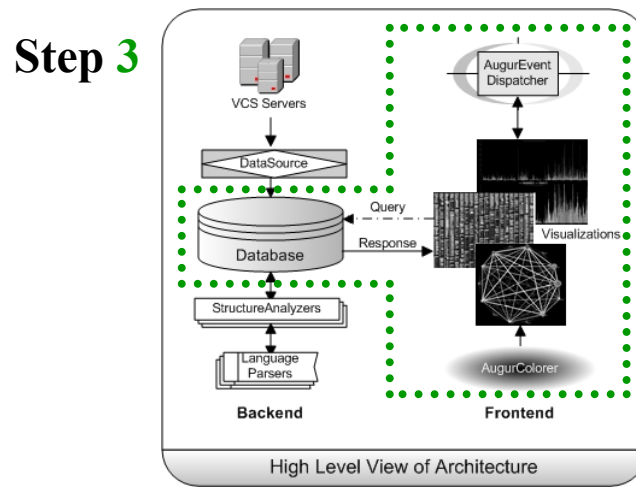 Step 3
VCS Servers
DataSource
Database
StructureAnalyzers
Language
Parsers
Backend
Query
Response
AugurEvent
Dispatcher
Visualizations
AugurColorer
Frontend
High Level View of Architecture